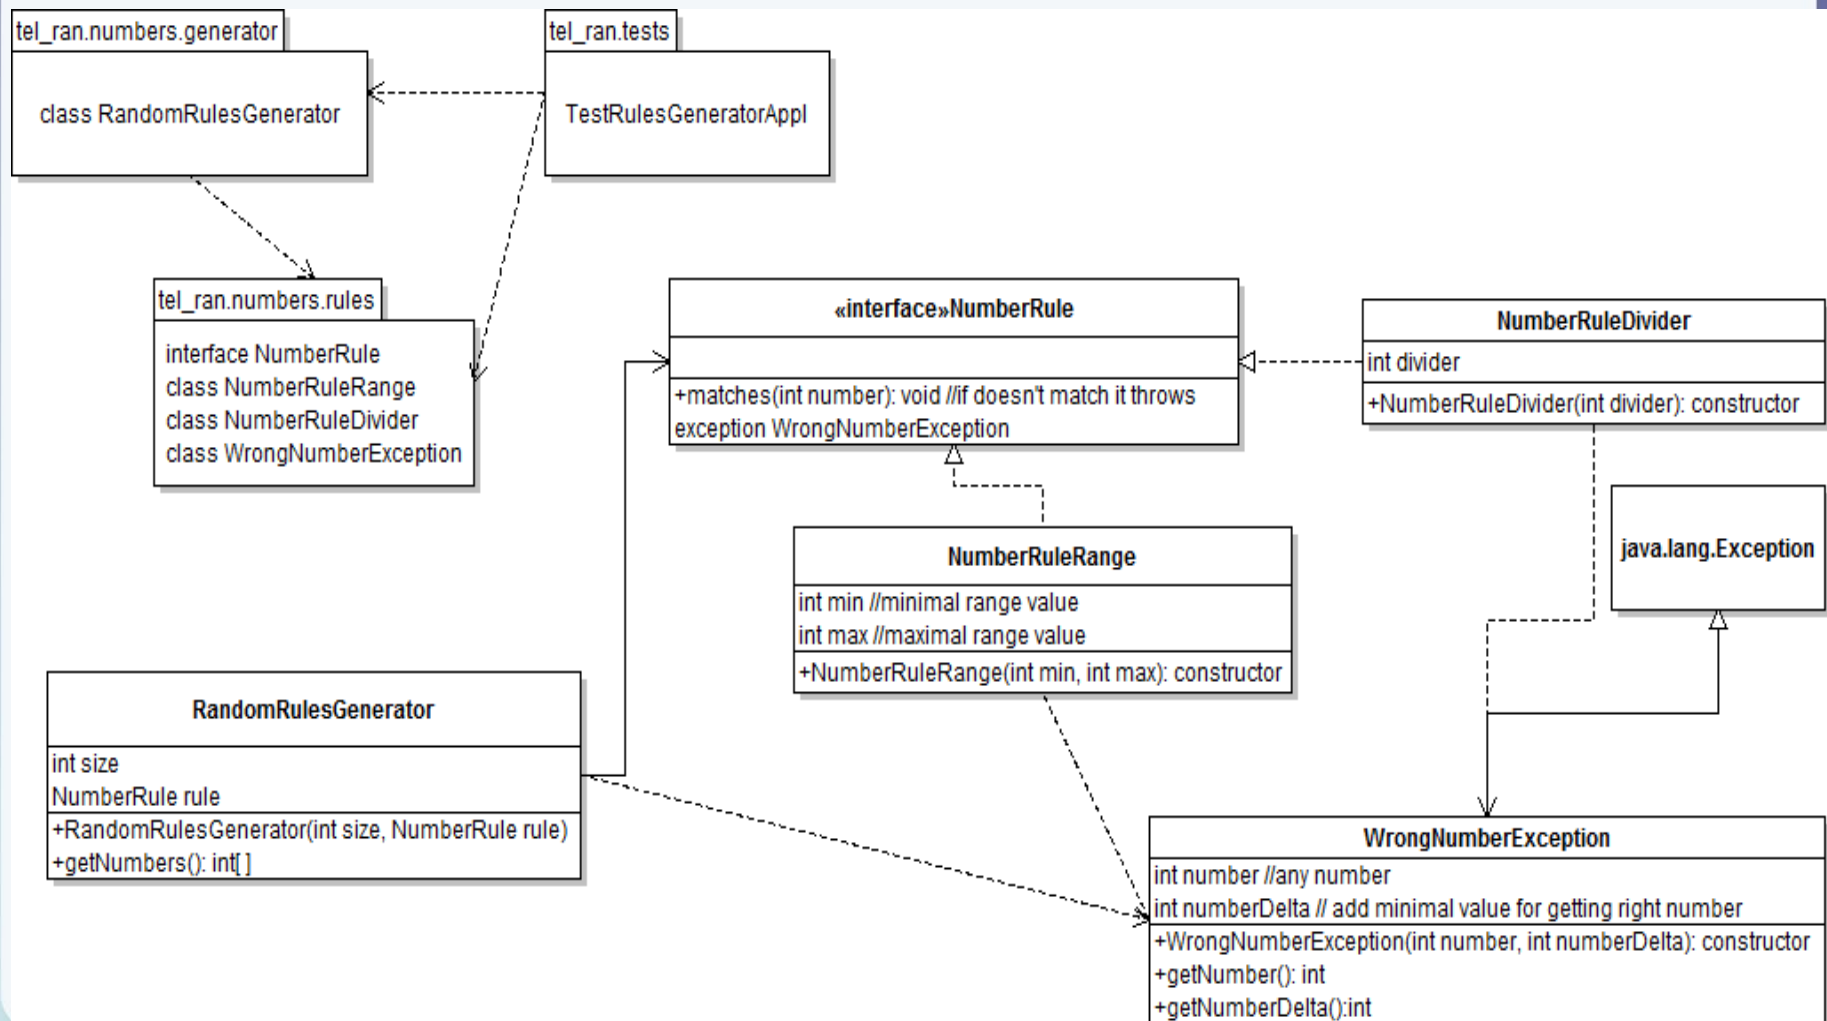 tel_ran.numbers.generator
class RandomRulesGenerator
tel_ran.tests
TestRulesGeneratorAppl
tel_ran.numbers.rules
interface NumberRule
class NumberRuleRange
class NumberRuleDivider
class WrongNumberException
«interface»NumberRule
+matches(int number): void //if doesn't match it throws
exception WrongNumberException
NumberRuleDivider
int divider
+NumberRuleDivider(int divider): constructor
java.lang.Exception
NumberRuleRange
int min //minimal range value
int max //maximal range value
+NumberRuleRange(int min, int max): constructor
RandomRulesGenerator
int size
NumberRule rule
+RandomRulesGenerator(int size, NumberRule rule)
+getNumbers(): int[ ]
WrongNumberException
int number //any number
int numberDelta // add minimal value for getting right number
+WrongNumberException(int number, int numberDelta): constructor
+getNumber(): int
+getNumberDelta():int